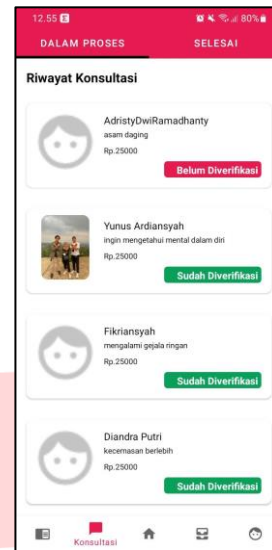 12.55
80%
DALAM PROSES SELESAI
Riwayat Konsultasi
AdristyDwiRamadhanty
asam daging
Rp.25000
Belum Diverifikasi
Yunus Ardiansyah
ingin mengetahui mental dalam diri
Rp.25000
Sudah Diverifikasi
Fikriansyah
mengalami gejala ringan
Rp.25000
Sudah Diverifikasi
Diandra Putri
kecemasan berlebih
Rp.25000
Sudah Diverifikasi
Konsultasi